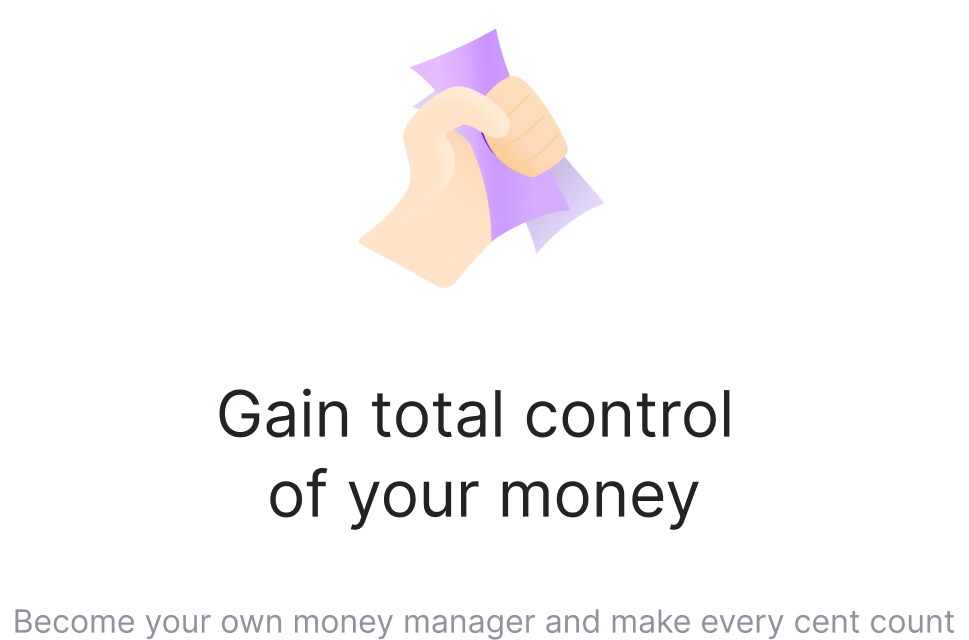 Gain total control
of your money
Become your own money manager and make every cent count